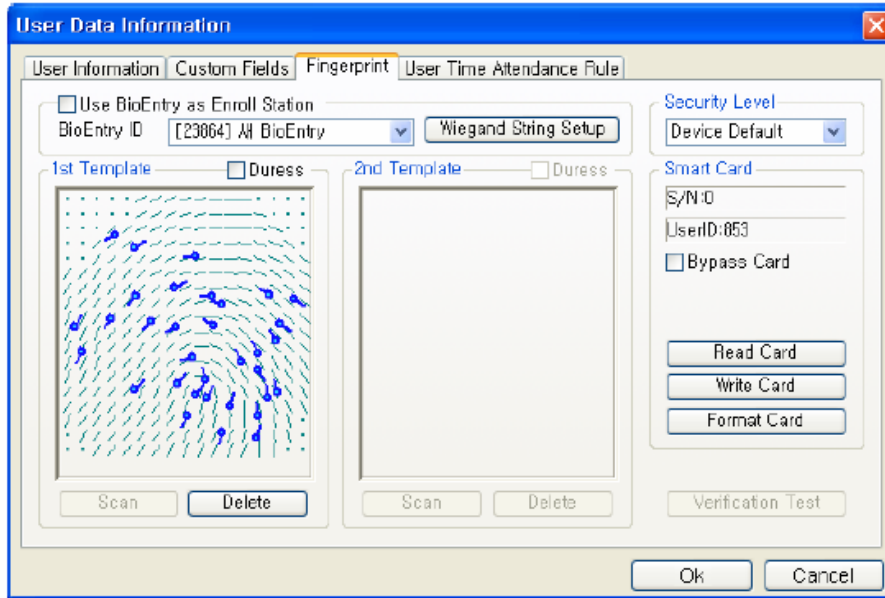 User Data Information
User Information Custom Fields Fingerprint User Time Attendance Rule
Use BioEntry as Enroll Station
BioEntry ID [23864] 새 BioEntry Wiegand String Setup
Security Level
Device Default
1st Template Duress
2nd Template Duress
Smart Card
S/N:0
UserID:853
Bypass Card
Read Card
Write Card
Format Card
Scan Delete
Scan Delete
Verification Test
Ok Cancel